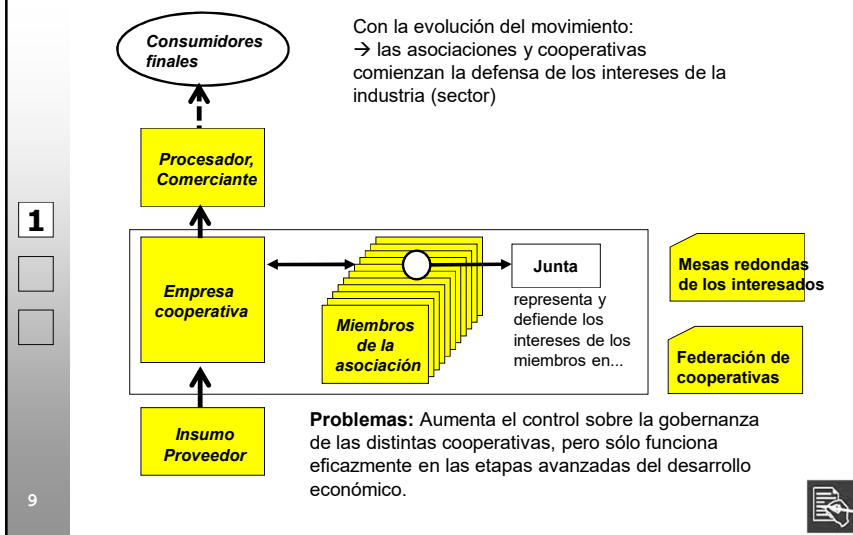 Consumidores
finales
Con la evolución del movimiento:
→ las asociaciones y cooperativas
comienzan la defensa de los intereses de la
industria (sector)
Procesador,
Comerciante
1
Empresa
cooperativa
Miembros
de la
asociación
Junta
representa y
defiende los
intereses de los
miembros en...
Mesas redondas
de los interesados
Federación de
cooperativas
Insumo
Proveedor
Problemas: Aumenta el control sobre la gobernanza
de las distintas cooperativas, pero sólo funciona
eficazmente en las etapas avanzadas del desarrollo
económico.
9